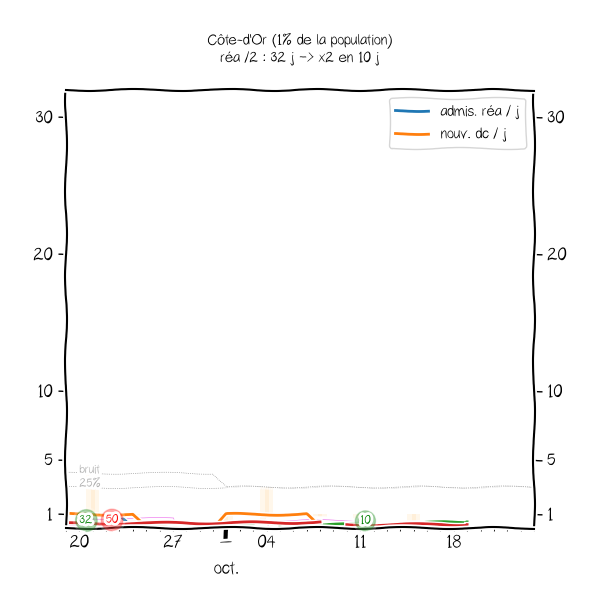 Côte-d'Or (1% de la population)
réa /2 : 32 j -> x2 en 10 j
admis. réa / j
nouv. dc / j
30 30
20 20
10 10
5 5
bruit
25%
1 32 50 10 1
20 27 04 11 18
oct.